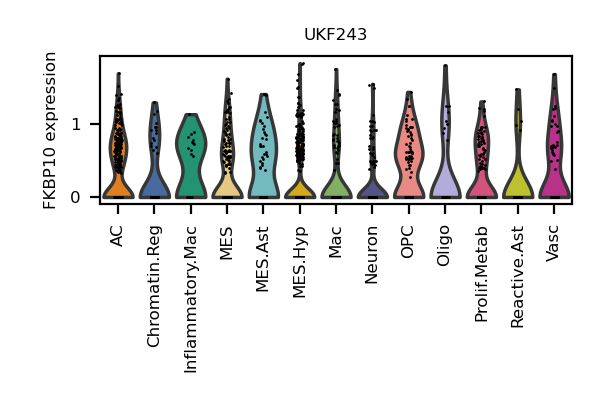 UKF243
FKBP10 expression
1
0
AC
Chromatin.Reg
Inflammatory.Mac
MES
MES.Ast
MES.Hyp
Mac
Neuron
OPC
Oligo
Prolif.Metab
Reactive.Ast
Vasc